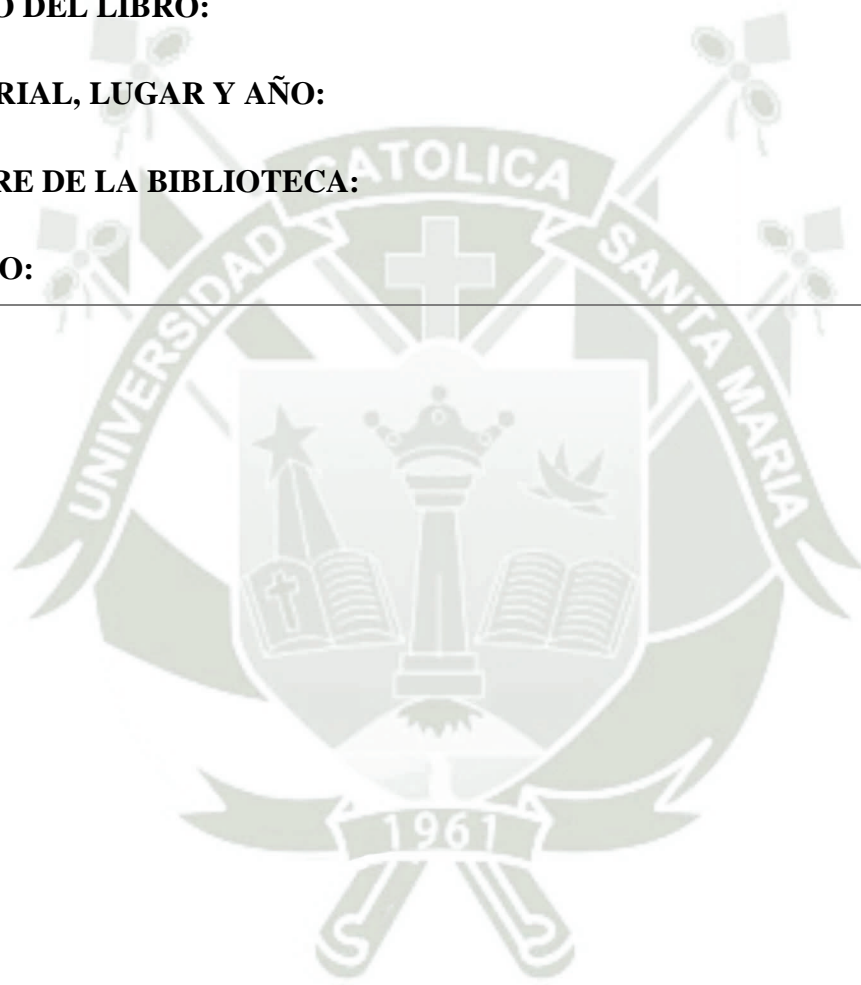 O DEL LIBRO:
RIAL, LUGAR Y AÑO:
RE DE LA BIBLIOTECA:
O:
UNIVERSIDAD CATOLICA SANTA MARIA
1961